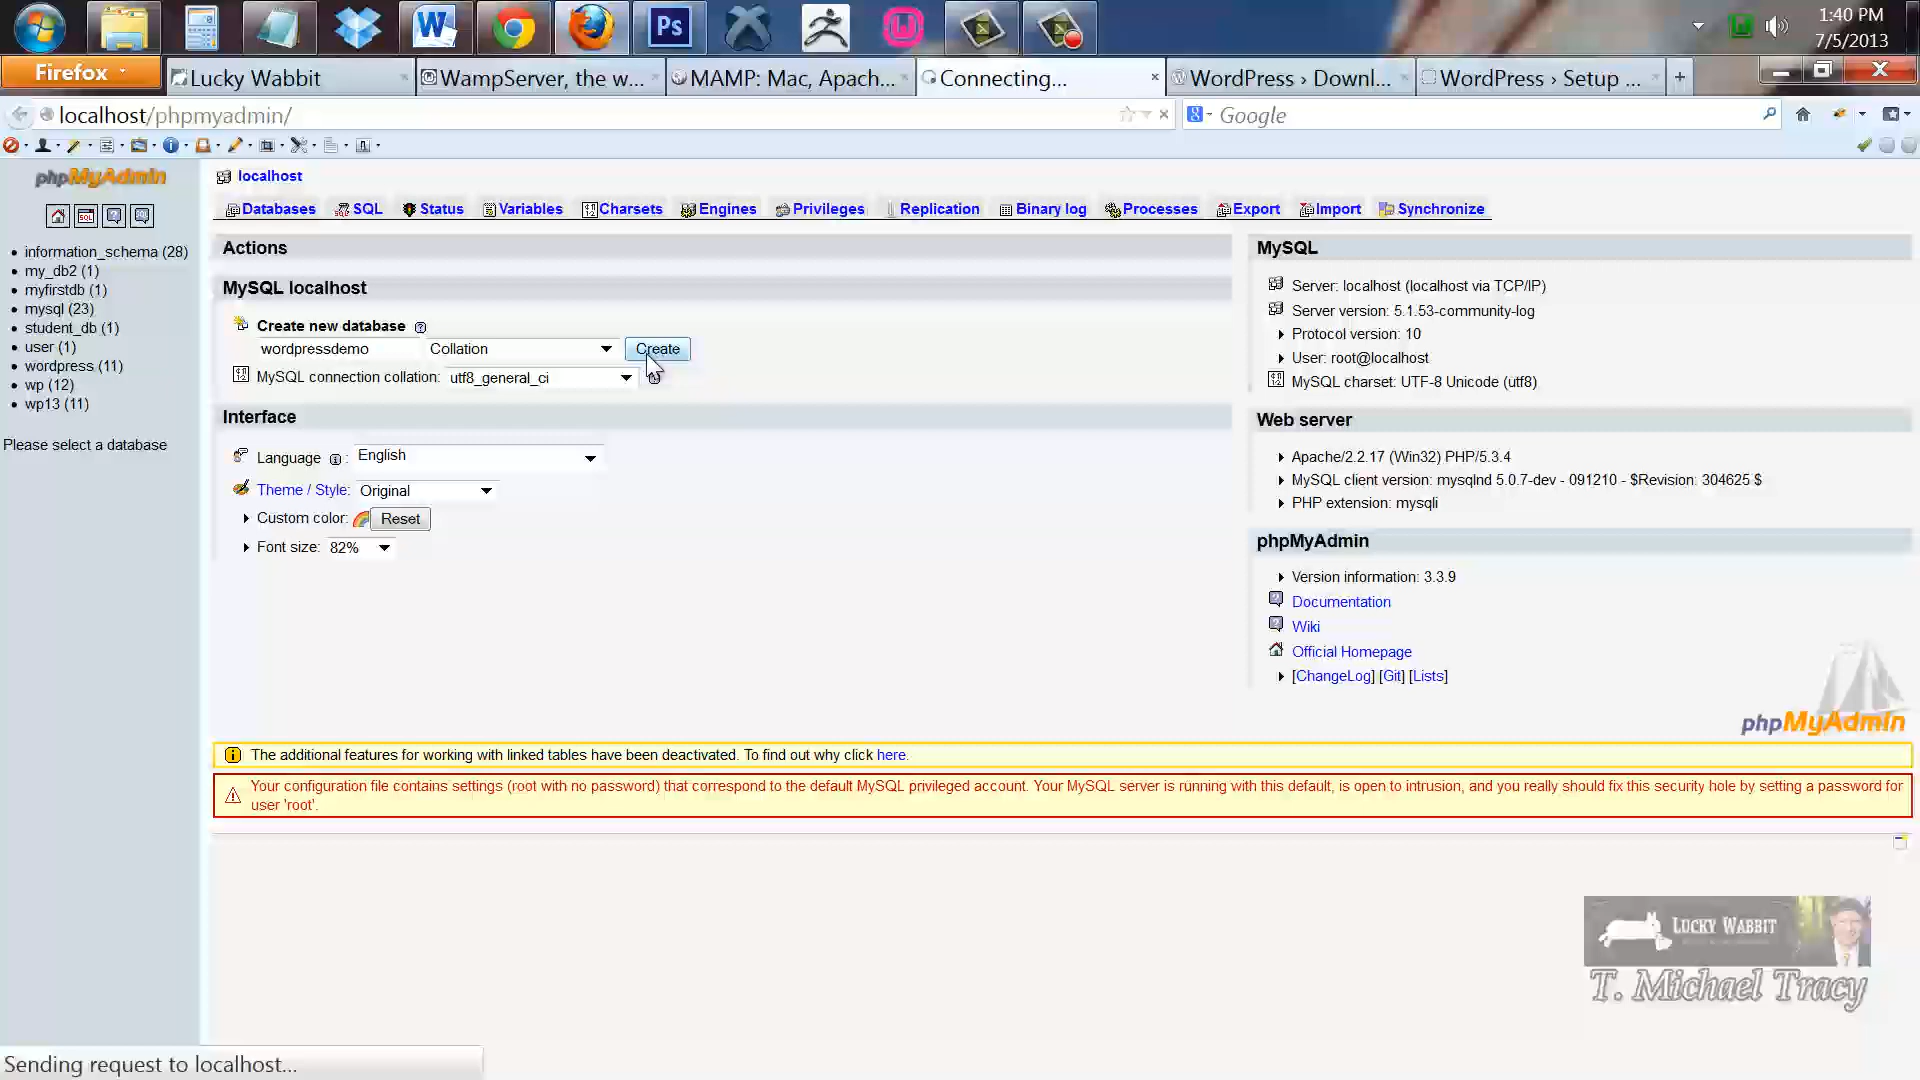 1:40 PM
7/5/2013
Ps
Firefox
Lucky Wabbit
WampServer, the w...
MAMP: Mac, Apach...
Connecting...
WordPress › Downl...
WordPress › Setup ...
localhost/phpmyadmin/
Google
phpMyAdmin
localhost
Databases SQL Status Variables Charsets Engines Privileges Replication Binary log Processes Export Import Synchronize
information_schema (28)
my_db2 (1)
myfirstdb (1)
mysql (23)
student_db (1)
user (1)
wordpress (11)
wp (12)
wp13 (11)
Please select a database
Actions
MySQL localhost
Create new database
wordpressdemo Collation Create
MySQL connection collation: utf8_general_ci
Interface
Language : English
Theme / Style: Original
Custom color: Reset
Font size: 82%
MySQL
Server: localhost (localhost via TCP/IP)
Server version: 5.1.53-community-log
Protocol version: 10
User: root@localhost
MySQL charset: UTF-8 Unicode (utf8)
Web server
Apache/2.2.17 (Win32) PHP/5.3.4
MySQL client version: mysqlnd 5.0.7-dev - 091210 - $Revision: 304625 $
PHP extension: mysqli
phpMyAdmin
Version information: 3.3.9
Documentation
Wiki
Official Homepage
[ChangeLog] [Git] [Lists]
phpMyAdmin
The additional features for working with linked tables have been deactivated. To find out why click here.
Your configuration file contains settings (root with no password) that correspond to the default MySQL privileged account. Your MySQL server is running with this default, is open to intrusion, and you really should fix this security hole by setting a password for
user 'root'.
LUCKY WABBIT
T. Michael Tracy
Sending request to localhost...